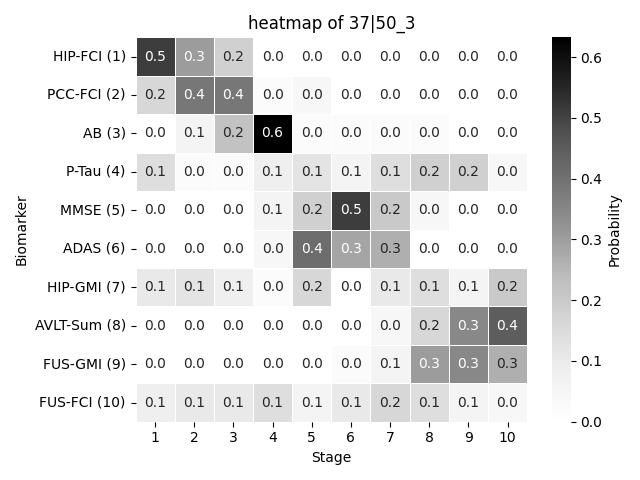 heatmap of 37|50_3
HIP-FCI (1) 0.5 0.3 0.2 0.0 0.0 0.0 0.0 0.0 0.0 0.0
PCC-FCI (2) 0.2 0.4 0.4 0.0 0.0 0.0 0.0 0.0 0.0 0.0
AB (3) 0.0 0.1 0.2 0.6 0.0 0.0 0.0 0.0 0.0 0.0
P-Tau (4) 0.1 0.0 0.0 0.1 0.1 0.1 0.1 0.2 0.2 0.0
MMSE (5) 0.0 0.0 0.0 0.1 0.2 0.5 0.2 0.0 0.0 0.0
ADAS (6) 0.0 0.0 0.0 0.0 0.4 0.3 0.3 0.0 0.0 0.0
HIP-GMI (7) 0.1 0.1 0.1 0.0 0.2 0.0 0.1 0.1 0.1 0.2
AVLT-Sum (8) 0.0 0.0 0.0 0.0 0.0 0.0 0.0 0.2 0.3 0.4
FUS-GMI (9) 0.0 0.0 0.0 0.0 0.0 0.0 0.1 0.3 0.3 0.3
FUS-FCI (10) 0.1 0.1 0.1 0.1 0.1 0.1 0.2 0.1 0.1 0.0
1 2 3 4 5 6 7 8 9 10
Stage
Biomarker
0.6
0.5
0.4
0.3
0.2
0.1
0.0
Probability